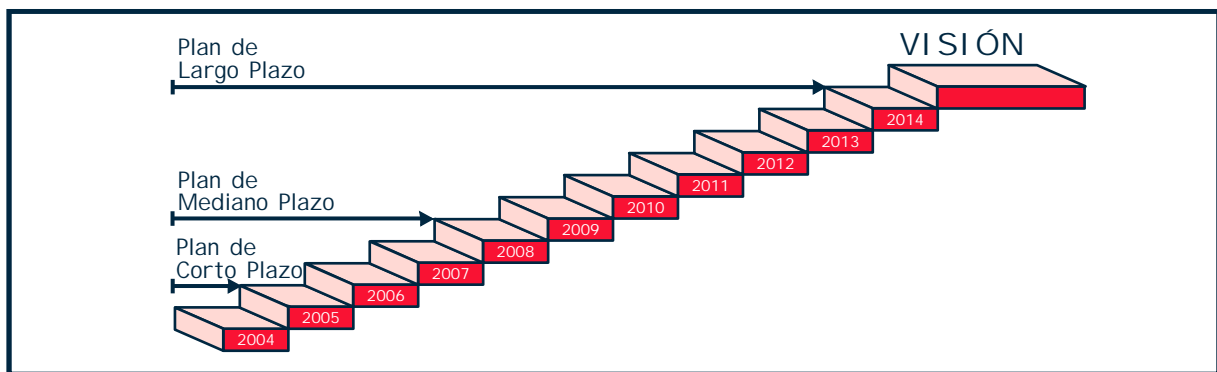 VISIÓN
Plan de
Largo Plazo
2014
2013
2012
2011
Plan de
Mediano Plazo
2010
2009
2008
Plan de
Corto Plazo
2007
2006
2005
2004